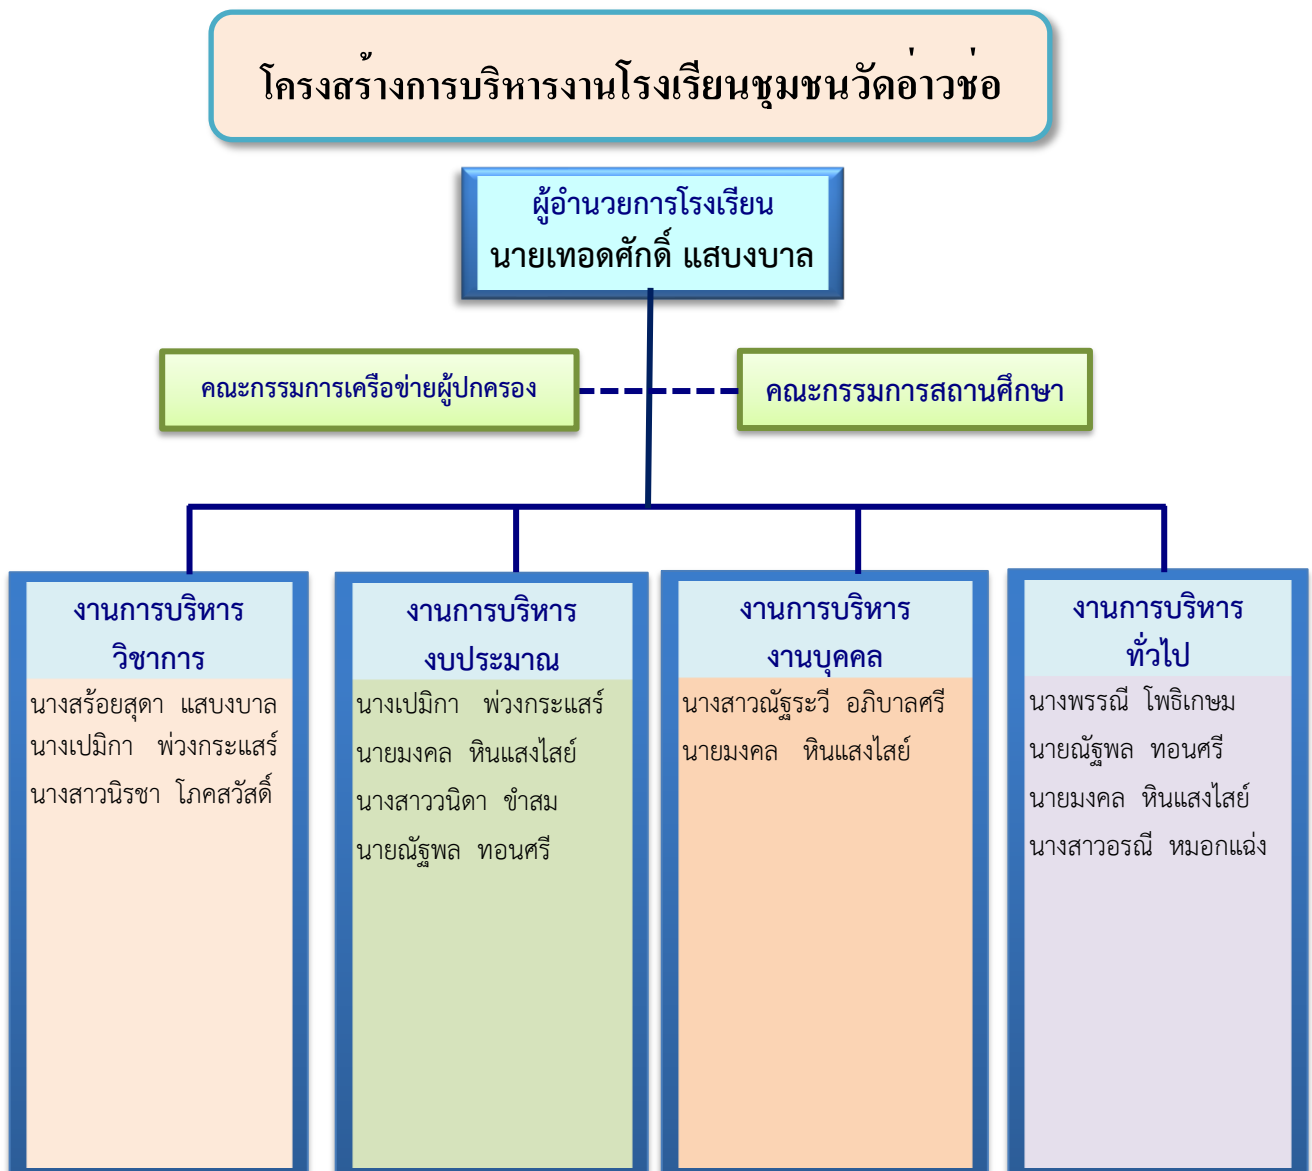 โครงสร้างการบริหารงานโรงเรียนชุมชนวัดอ่าวช่อ
ผู้อำนวยการโรงเรียน
นายเทอดศักดิ์ แสบงบาล
คณะกรรมการเครือข่ายผู้ปกครอง
คณะกรรมการสถานศึกษา
งานการบริหาร
วิชาการ
นางสร้อยสุดา แสบงบาล
นางเปมิกา พ่วงกระแสร์
นางสาวนิรชา โภคสวัสดิ์
งานการบริหาร
งบประมาณ
นางเปมิกา พ่วงกระแสร์
นายมงคล หินแสงไสย์
นางสาววนิดา ขำสม
นายณัฐพล ทอนศรี
งานการบริหาร
งานบุคคล
นางสาวณัฐระวี อภิบาลศรี
นายมงคล หินแสงไสย์
งานการบริหาร
ทั่วไป
นางพรรณี โพธิเกษม
นายณัฐพล ทอนศรี
นายมงคล หินแสงไสย์
นางสาวอรณี หมอกแฉ่ง